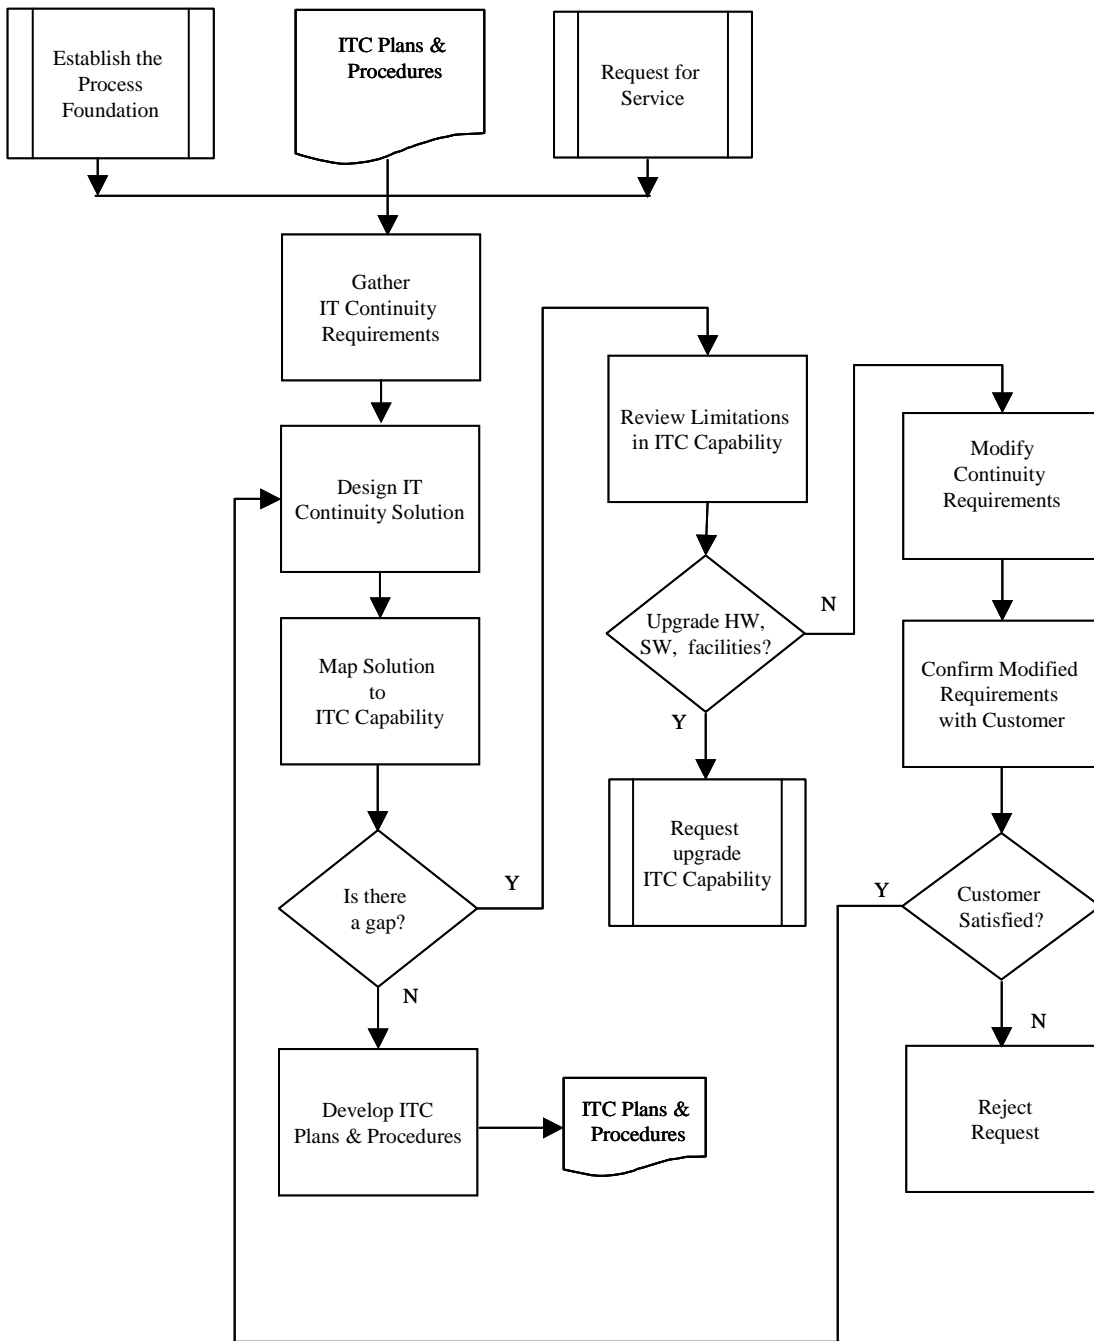 Establish the
Process
Foundation
ITC Plans &
Procedures
Request for
Service
Gather
IT Continuity
Requirements
Review Limitations
in ITC Capability
Modify
Continuity
Requirements
Design IT
Continuity Solution
Upgrade HW,
SW, facilities?
N
Y
Map Solution
to
ITC Capability
Confirm Modified
Requirements
with Customer
Request
upgrade
ITC Capability
Is there
a gap?
Y
N
Customer
Satisfied?
Y
N
Develop ITC
Plans & Procedures
ITC Plans &
Procedures
Reject
Request